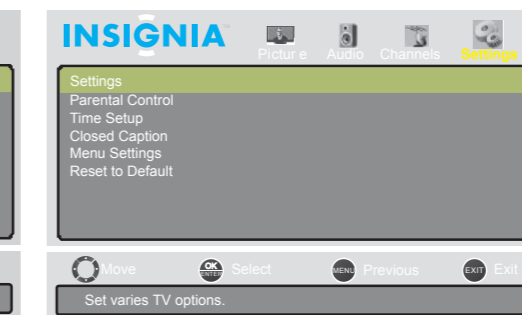 INSIGNIA
Pictur e Audio Channels Settings
Settings
Parental Control
Time Setup
Closed Caption
Menu Settings
Reset to Default
Move OK ENTER Select MENU Previous EXIT Exit
Set varies TV options.